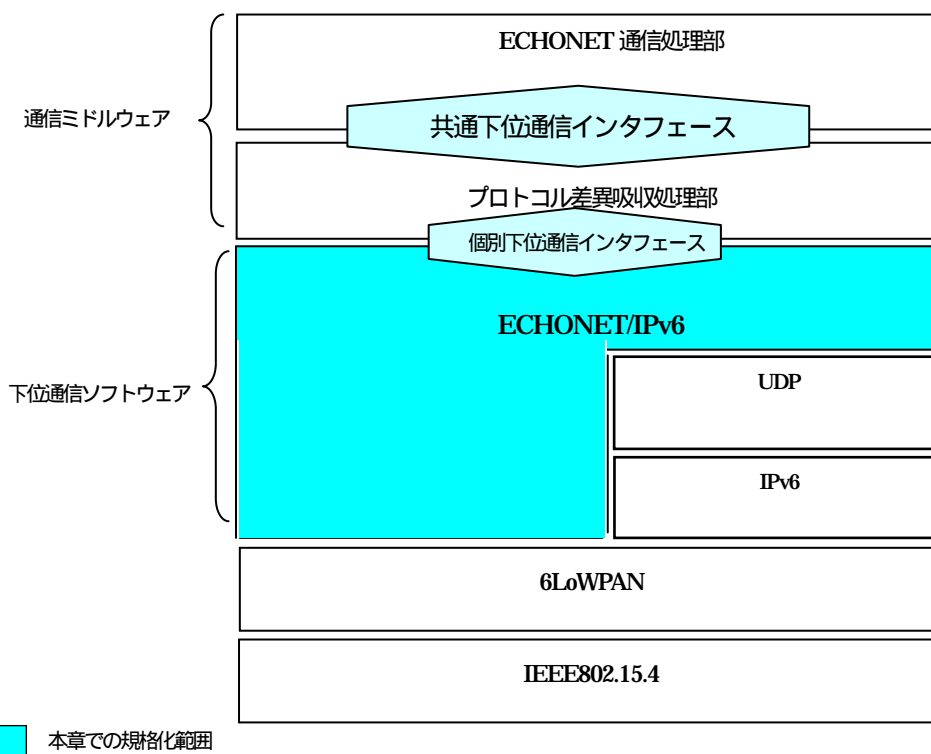 ECHONET 通信処理部
通信ミドルウェア
共通下位通信インタフェース
プロトコル差異吸収処理部
個別下位通信インタフェース
ECHONET/IPv6
下位通信ソフトウェア
UDP
IPv6
6LoWPAN
IEEE802.15.4
本章での規格化範囲